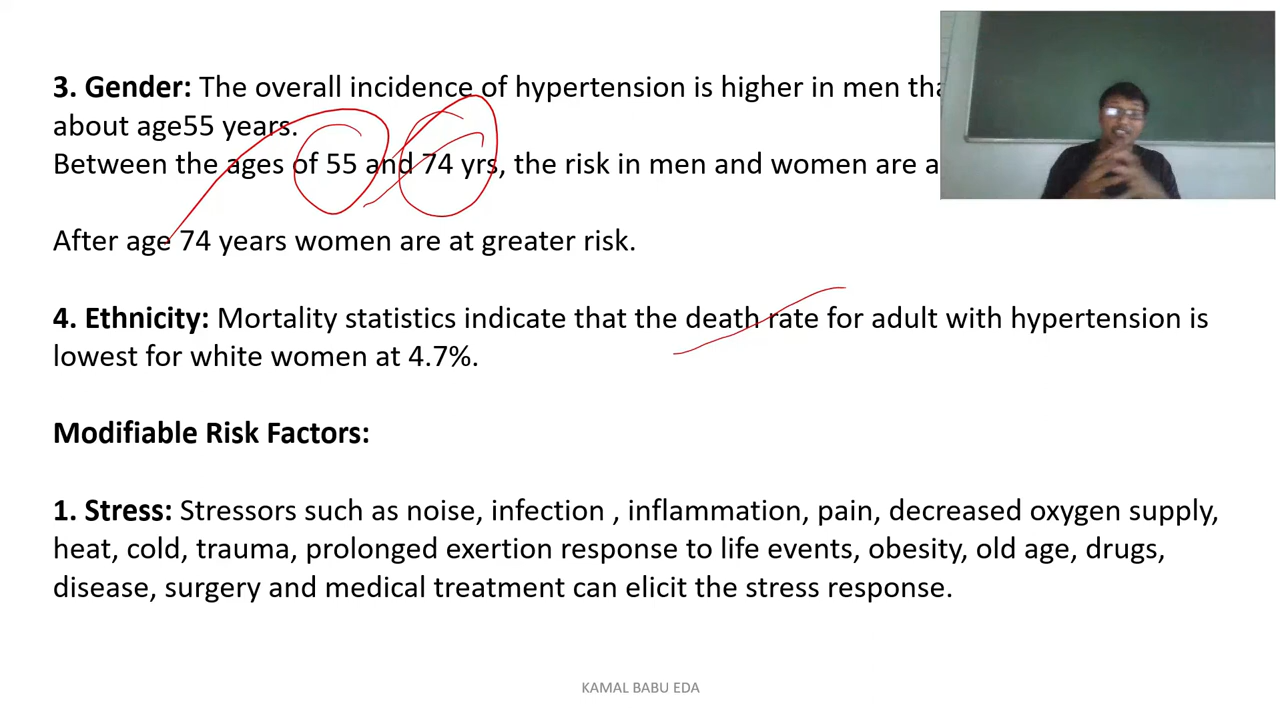 3. Gender: The overall incidence of hypertension is higher in men
about age55 years.
Between the ages of 55 and 74 yrs, the risk in men and women are
After age 74 years women are at greater risk.
4. Ethnicity: Mortality statistics indicate that the death rate for adult with hypertension is
lowest for white women at 4.7%.
Modifiable Risk Factors:
1. Stress: Stressors such as noise, infection , inflammation, pain, decreased oxygen supply,
heat, cold, trauma, prolonged exertion response to life events, obesity, old age, drugs,
disease, surgery and medical treatment can elicit the stress response.
KAMAL BABU EDA